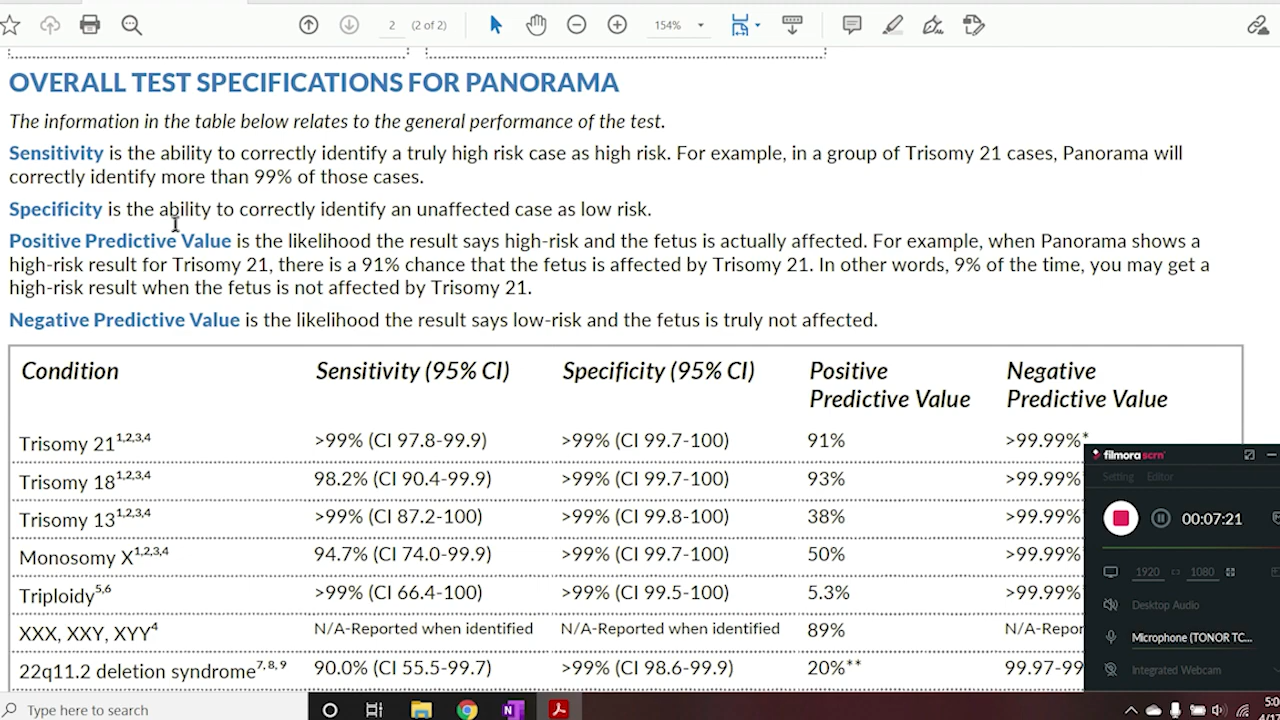 2 (2 of 2) 154%
OVERALL TEST SPECIFICATIONS FOR PANORAMA
The information in the table below relates to the general performance of the test.
Sensitivity is the ability to correctly identify a truly high risk case as high risk. For example, in a group of Trisomy 21 cases, Panorama will
correctly identify more than 99% of those cases.
Specificity is the ability to correctly identify an unaffected case as low risk.
Positive Predictive Value is the likelihood the result says high-risk and the fetus is actually affected. For example, when Panorama shows a
high-risk result for Trisomy 21, there is a 91% chance that the fetus is affected by Trisomy 21. In other words, 9% of the time, you may get a
high-risk result when the fetus is not affected by Trisomy 21.
Negative Predictive Value is the likelihood the result says low-risk and the fetus is truly not affected.
Condition Sensitivity (95% CI) Specificity (95% CI) Positive Predictive Value Negative Predictive Value
Trisomy 21¹,²,³,⁴ >99% (CI 97.8-99.9) >99% (CI 99.7-100) 91% >99.99%*
Trisomy 18¹,²,³,⁴ 98.2% (CI 90.4-99.9) >99% (CI 99.7-100) 93% >99.99%
Trisomy 13¹,²,³,⁴ >99% (CI 87.2-100) >99% (CI 99.8-100) 38% >99.99%
Monosomy X¹,²,³,⁴ 94.7% (CI 74.0-99.9) >99% (CI 99.7-100) 50% >99.99%
Triploidy⁵,⁶ >99% (CI 66.4-100) >99% (CI 99.5-100) 5.3% >99.99%
XXX, XXY, XYY⁴ N/A-Reported when identified N/A-Reported when identified 89% N/A-Repor
22q11.2 deletion syndrome⁷,⁸,⁹ 90.0% (CI 55.5-99.7) >99% (CI 98.6-99.9) 20%** 99.97-99
filmora scrn
Setting Editor
00:07:21
1920 1080
Desktop Audio
Microphone (TONOR TC...
Integrated Webcam
Type here to search
5:0